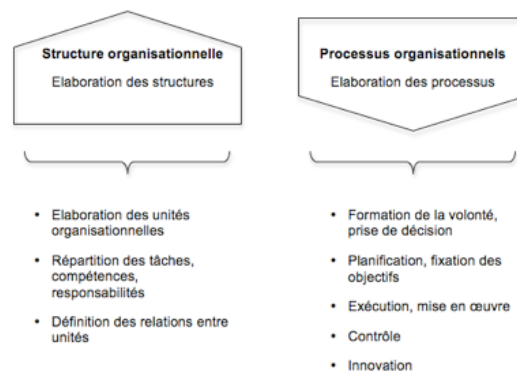 Structure organisationnelle
Elaboration des structures
Processus organisationnels
Elaboration des processus
• Elaboration des unités
organisationnelles
• Répartition des tâches,
compétences,
responsabilités
• Définition des relations entre
unités
• Formation de la volonté,
prise de décision
• Planification, fixation des
objectifs
• Exécution, mise en œuvre
• Contrôle
• Innovation